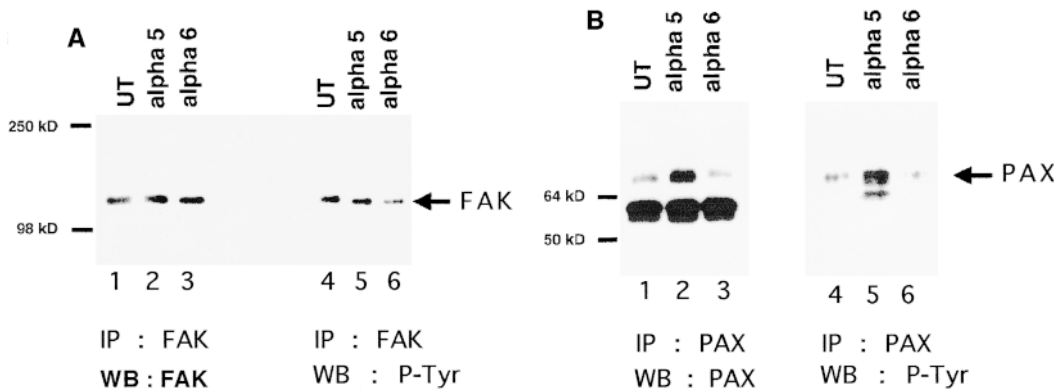 A
UT
alpha 5
alpha 6
UT
alpha 5
alpha 6
250 kD
98 kD
FAK
1 2 3 4 5 6
IP : FAK IP : FAK
WB : FAK WB : P-Tyr
B
UT
alpha 5
alpha 6
UT
alpha 5
alpha 6
64 kD
50 kD
PAX
1 2 3 4 5 6
IP : PAX IP : PAX
WB : PAX WB : P-Tyr